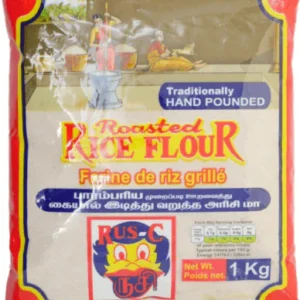 Traditionally
HAND POUNDED
Roasted
RICE FLOUR
Farine de riz grillé
பாரம்பரிய முறைப்படி ஊறவைத்து
கையால் இடித்து வறுத்த அரிசி மா
RUS-C
ருசி
Net Wt.
Poids net.
1 Kg